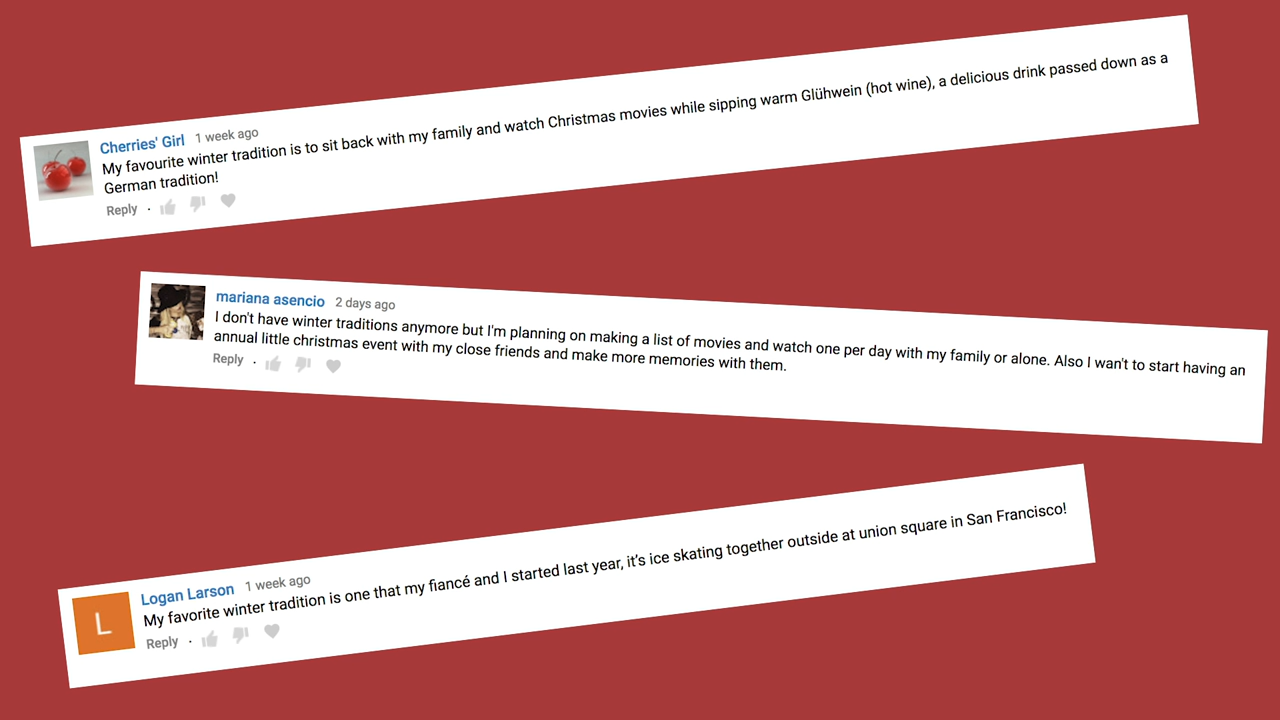 Cherries' Girl 1 week ago
My favourite winter tradition is to sit back with my family and watch Christmas movies while sipping warm Glühwein (hot wine), a delicious drink passed down as a
German tradition!
Reply ·
mariana asencio 2 days ago
I don't have winter traditions anymore but I'm planning on making a list of movies and watch one per day with my family or alone. Also I wan't to start having an
annual little christmas event with my close friends and make more memories with them.
Reply ·
L
Logan Larson 1 week ago
My favorite winter tradition is one that my fiancé and I started last year, it's ice skating together outside at union square in San Francisco!
Reply ·